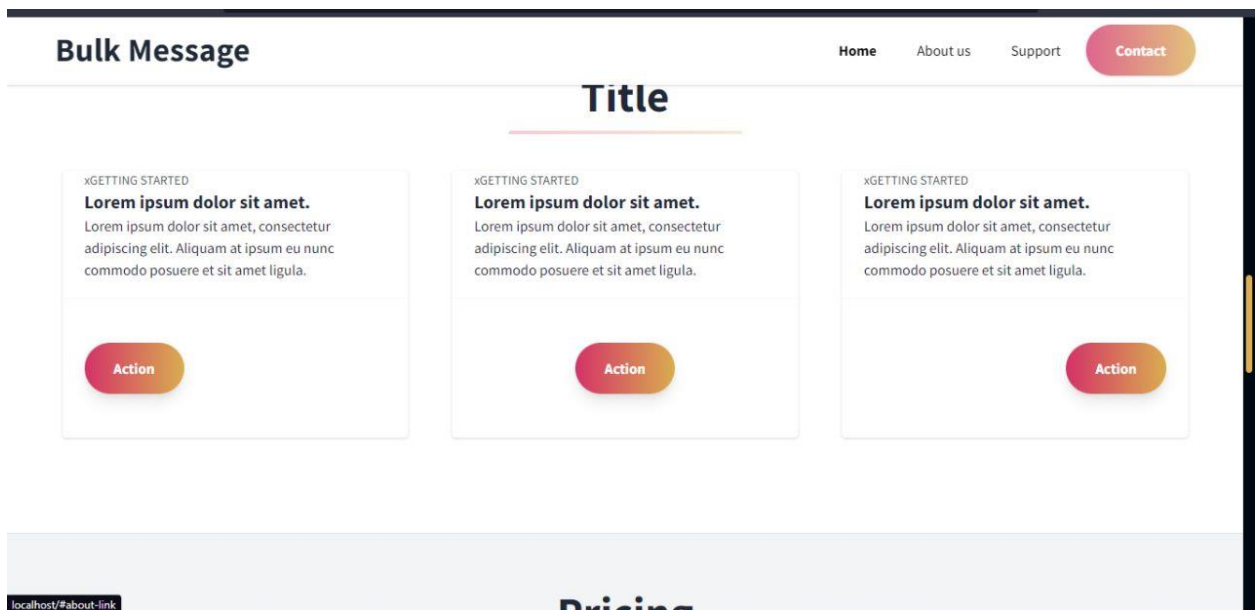 Bulk Message
Home About us Support Contact
Title
xGETTING STARTED
Lorem ipsum dolor sit amet.
Lorem ipsum dolor sit amet, consectetur
adipiscing elit. Aliquam at ipsum eu nunc
commodo posuere et sit amet ligula.
Action
xGETTING STARTED
Lorem ipsum dolor sit amet.
Lorem ipsum dolor sit amet, consectetur
adipiscing elit. Aliquam at ipsum eu nunc
commodo posuere et sit amet ligula.
Action
xGETTING STARTED
Lorem ipsum dolor sit amet.
Lorem ipsum dolor sit amet, consectetur
adipiscing elit. Aliquam at ipsum eu nunc
commodo posuere et sit amet ligula.
Action
Pricing
localhost/#about-link